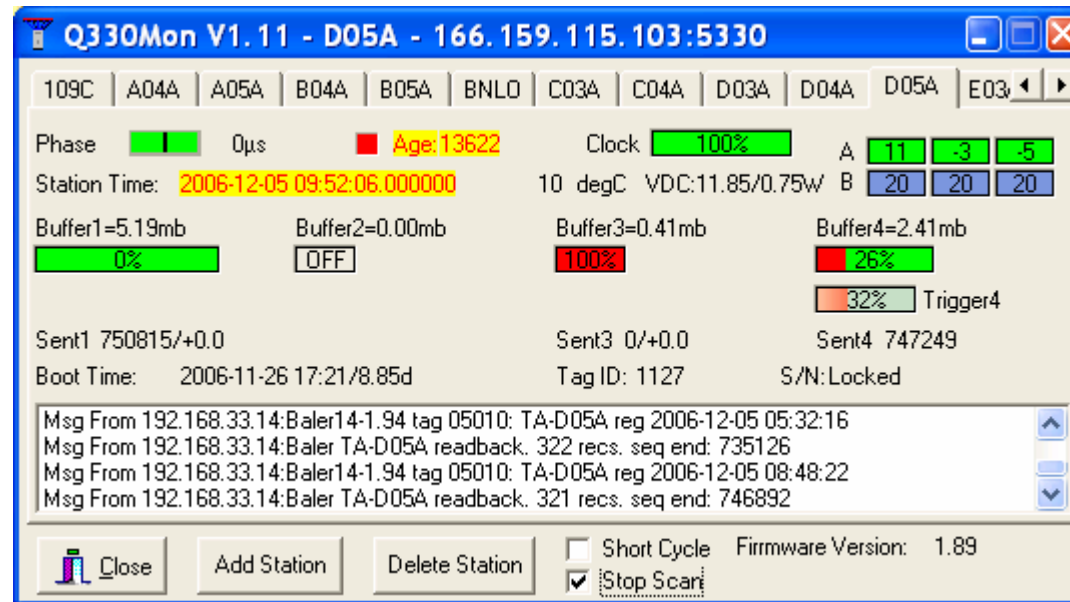 Q330Mon V1.11 - D05A - 166.159.115.103:5330
109C A04A A05A B04A B05A BNLO C03A C04A D03A D04A D05A E03
Phase 0µs Age:13622 Clock 100% A 11 -3 -5
Station Time: 2006-12-05 09:52:06.000000 10 degC VDC:11.85/0.75W B 20 20 20
Buffer1=5.19mb Buffer2=0.00mb Buffer3=0.41mb Buffer4=2.41mb
0% OFF 100% 26%
32% Trigger4
Sent1 750815/+0.0 Sent3 0/+0.0 Sent4 747249
Boot Time: 2006-11-26 17:21/8.85d Tag ID: 1127 S/N:Locked
Msg From 192.168.33.14:Baler14-1.94 tag 05010: TA-D05A reg 2006-12-05 05:32:16
Msg From 192.168.33.14:Baler TA-D05A readback. 322 recs. seq end: 735126
Msg From 192.168.33.14:Baler14-1.94 tag 05010: TA-D05A reg 2006-12-05 08:48:22
Msg From 192.168.33.14:Baler TA-D05A readback. 321 recs. seq end: 746892
Close Add Station Delete Station Short Cycle Firmware Version: 1.89
Stop Scan